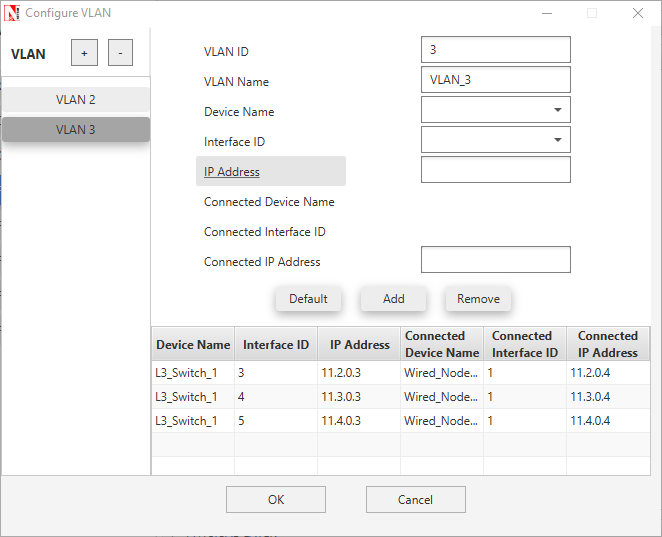 Configure VLAN
VLAN + -
VLAN 2
VLAN 3
VLAN ID 3
VLAN Name VLAN_3
Device Name
Interface ID
IP Address
Connected Device Name
Connected Interface ID
Connected IP Address
Default Add Remove
Device Name Interface ID IP Address Connected Device Name Connected Interface ID Connected IP Address
L3_Switch_1 3 11.2.0.3 Wired_Node... 1 11.2.0.4
L3_Switch_1 4 11.3.0.3 Wired_Node... 1 11.3.0.4
L3_Switch_1 5 11.4.0.3 Wired_Node... 1 11.4.0.4
OK Cancel